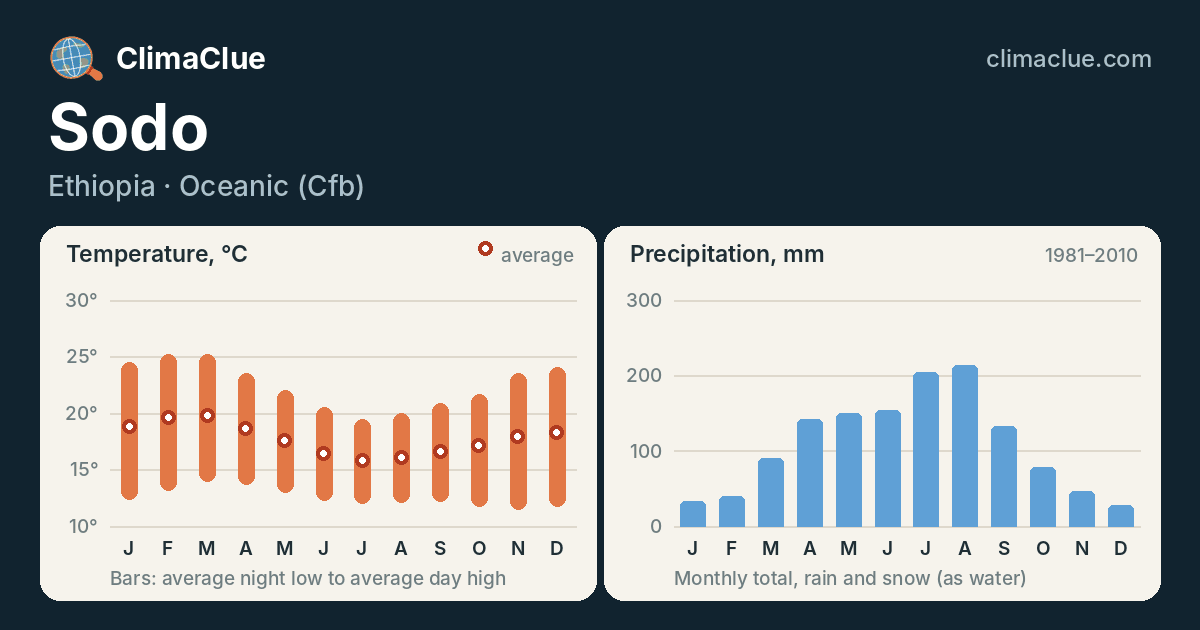 ClimaClue
climaclue.com
Sodo
Ethiopia · Oceanic (Cfb)
Temperature, °C
average
30°
25°
20°
15°
10°
J F M A M J J A S O N D
Bars: average night low to average day high
Precipitation, mm
1981–2010
300
200
100
0
J F M A M J J A S O N D
Monthly total, rain and snow (as water)